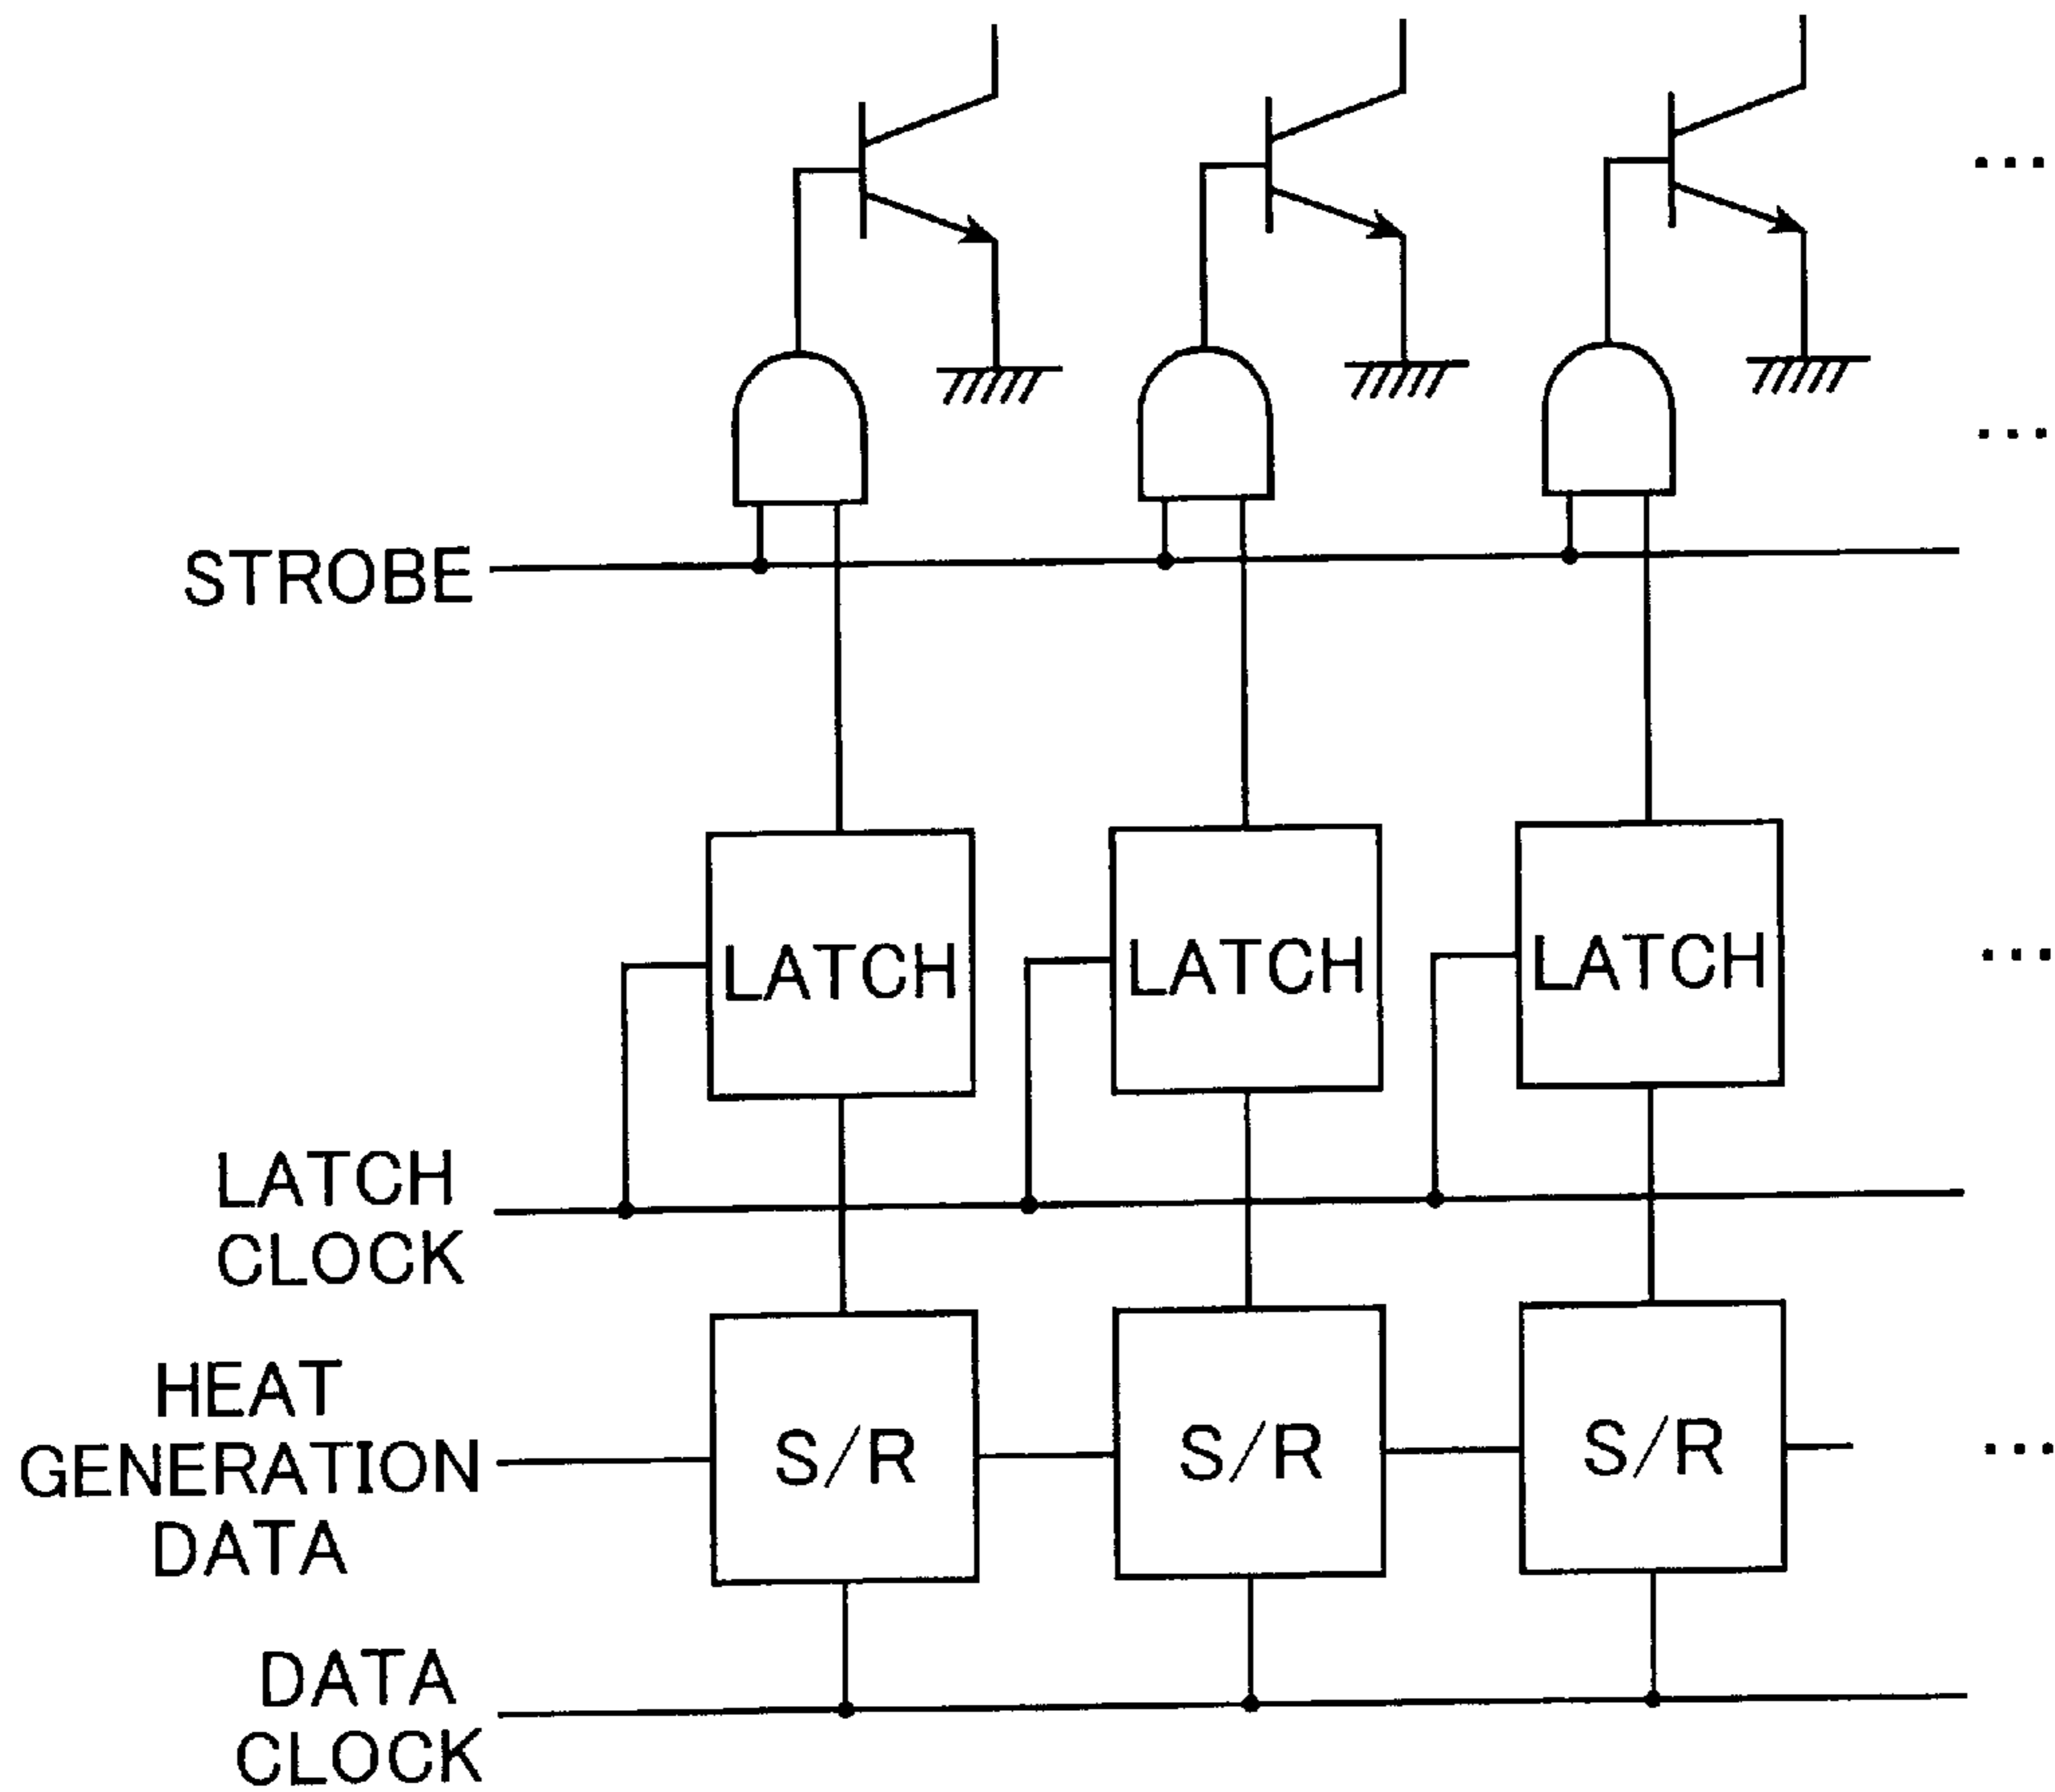 ...
...
STROBE
LATCH LATCH LATCH ...
LATCH
CLOCK
HEAT
GENERATION
DATA
S/R S/R S/R ...
DATA
CLOCK